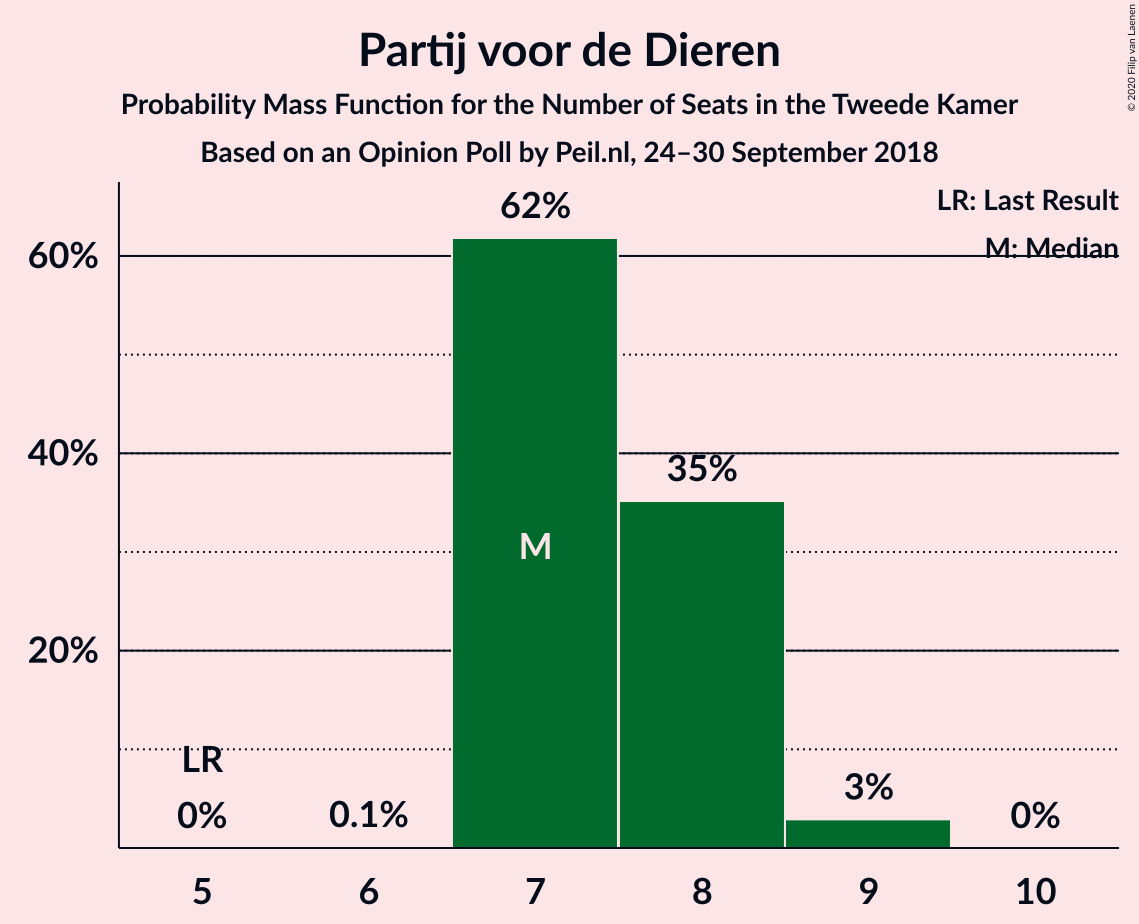 Partij voor de Dieren
Probability Mass Function for the Number of Seats in the Tweede Kamer
Based on an Opinion Poll by Peil.nl, 24–30 September 2018
© 2020 Filip van Laenen
LR: Last Result
M: Median
62%
60%
40%
35%
M
20%
LR
0%
0.1%
3%
0%
5
6
7
8
9
10